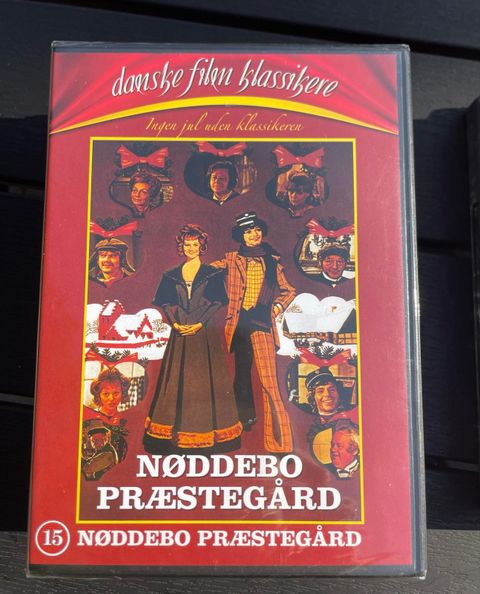 danske film klassikere
Ingen jul uden klassikeren
NØDDEBO
PRÆSTEGÅRD
15 NØDDEBO PRÆSTEGÅRD